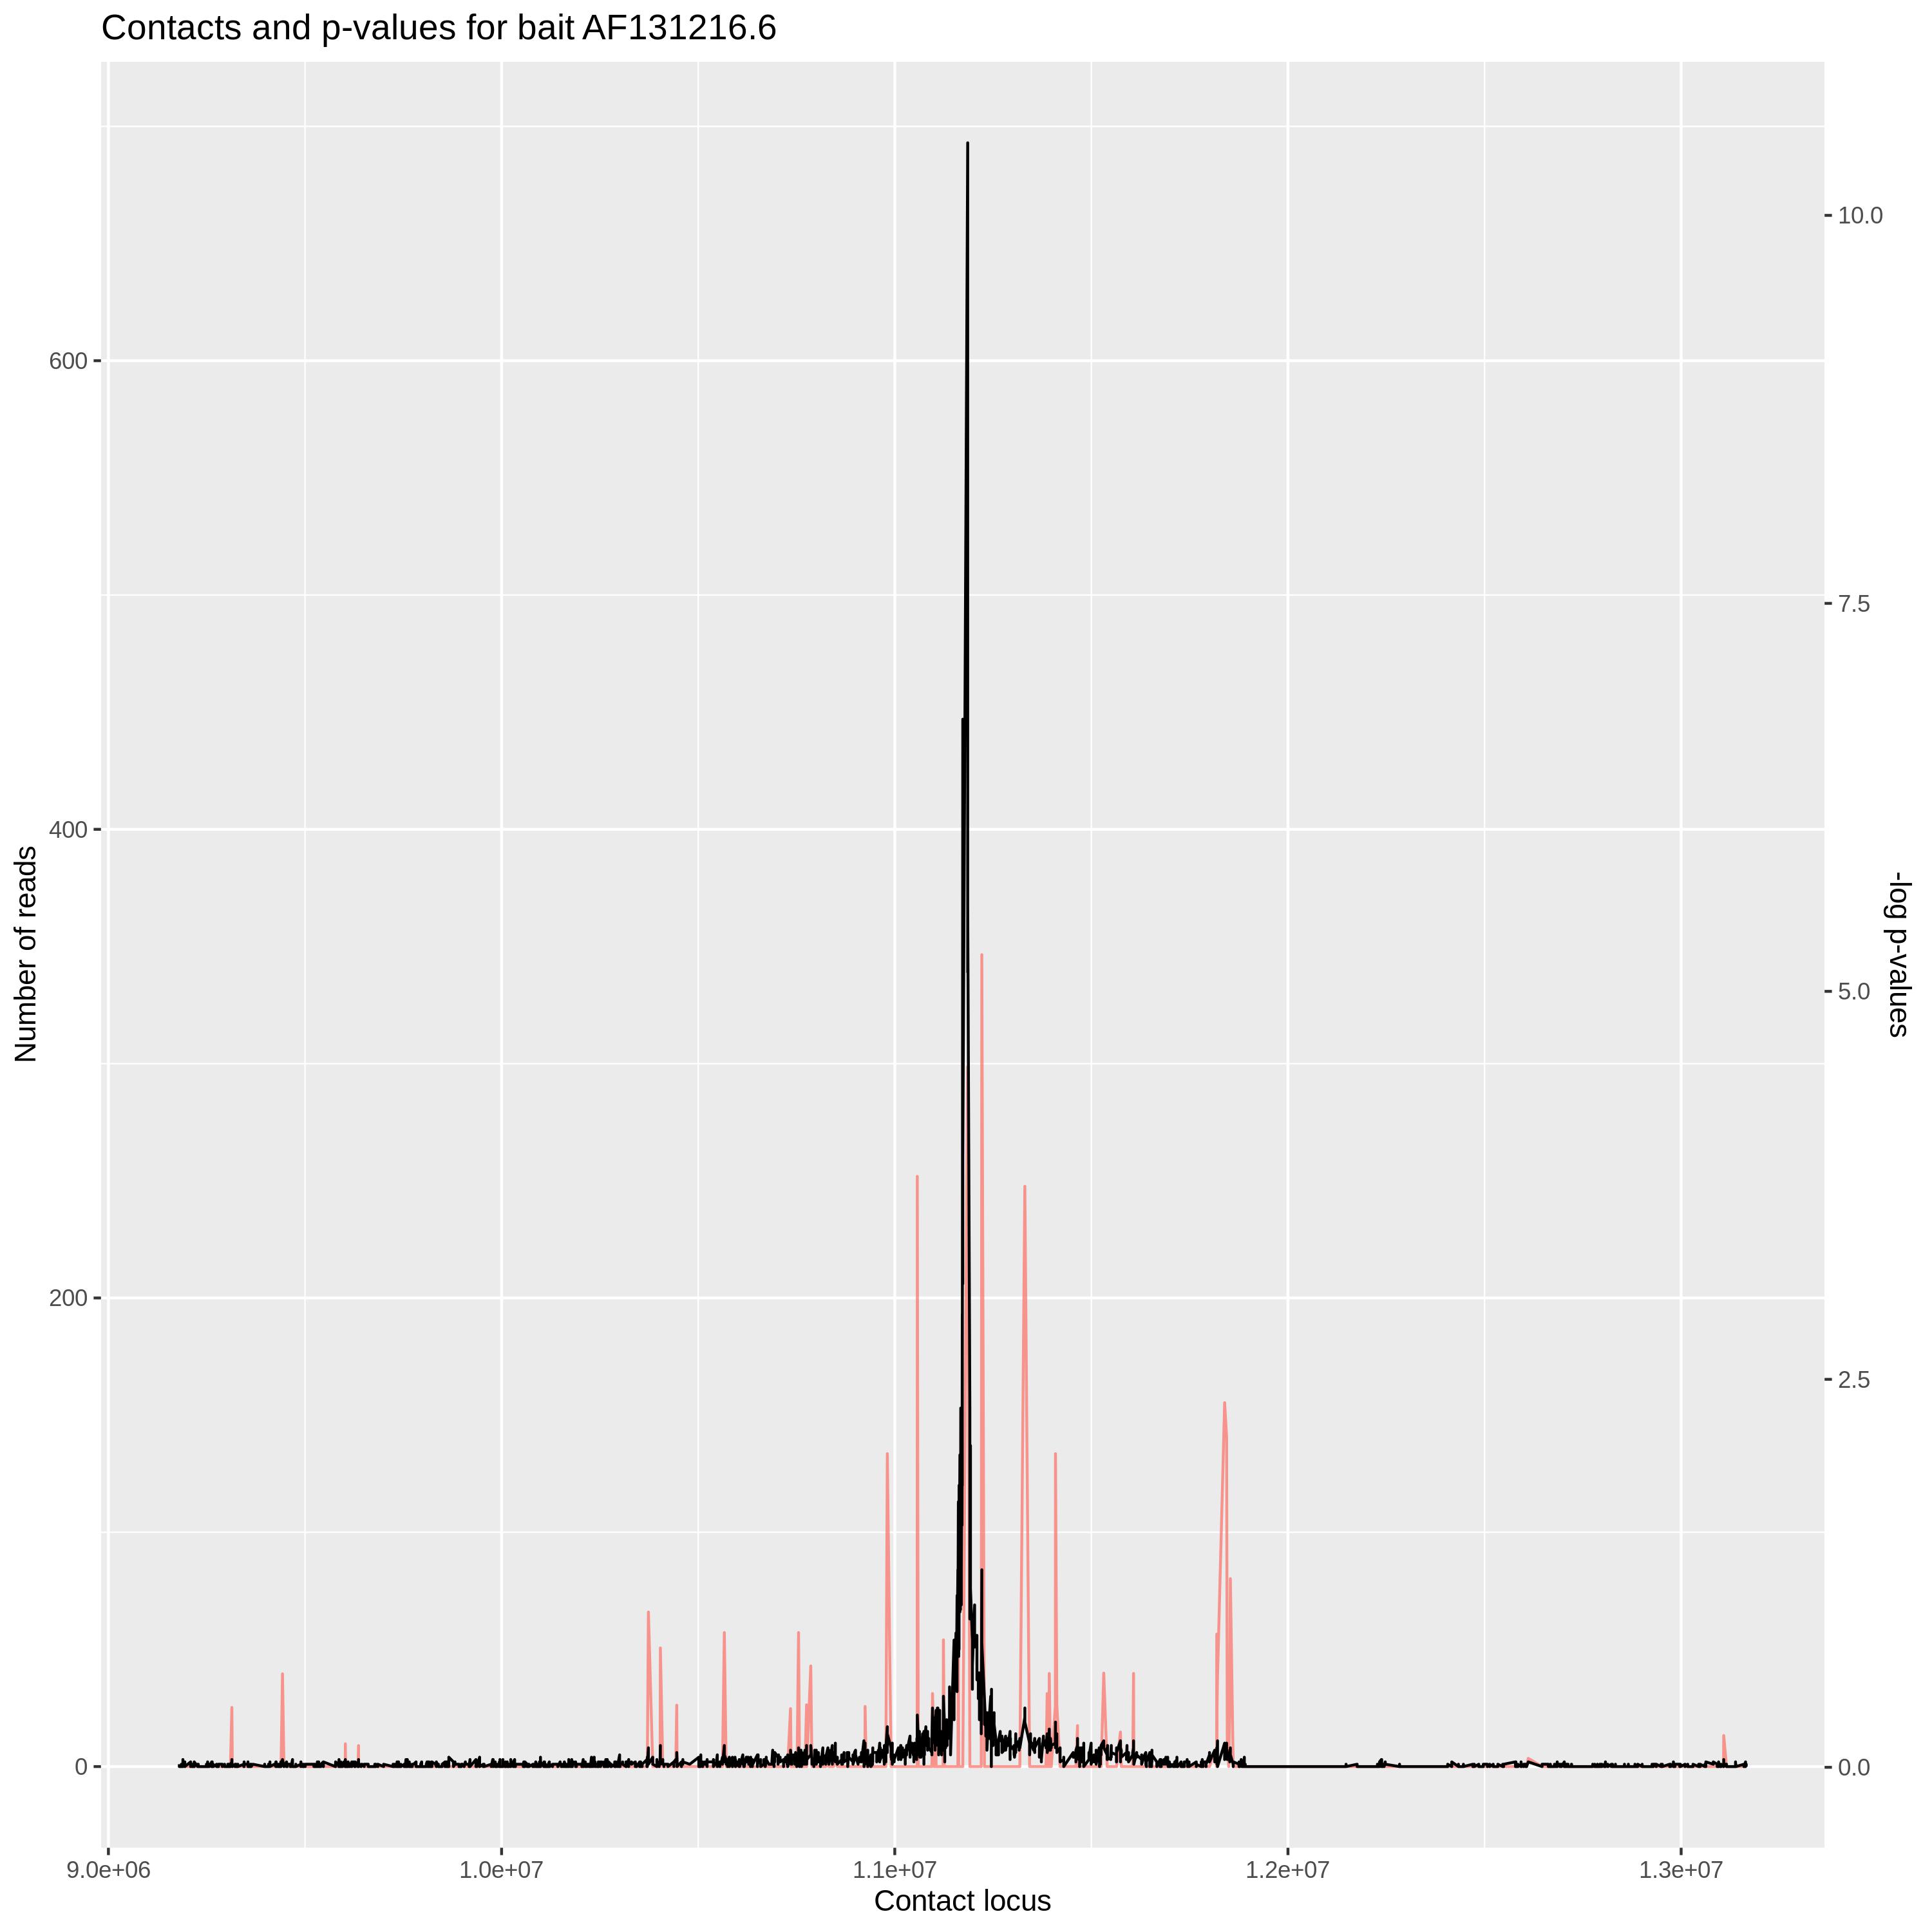 Contacts and p-values for bait AF131216.6
Number of reads
600
400
200
0
10.0
7.5
5.0
2.5
0.0
-log p-values
9.0e+06
1.0e+07
1.1e+07
1.2e+07
1.3e+07
Contact locus